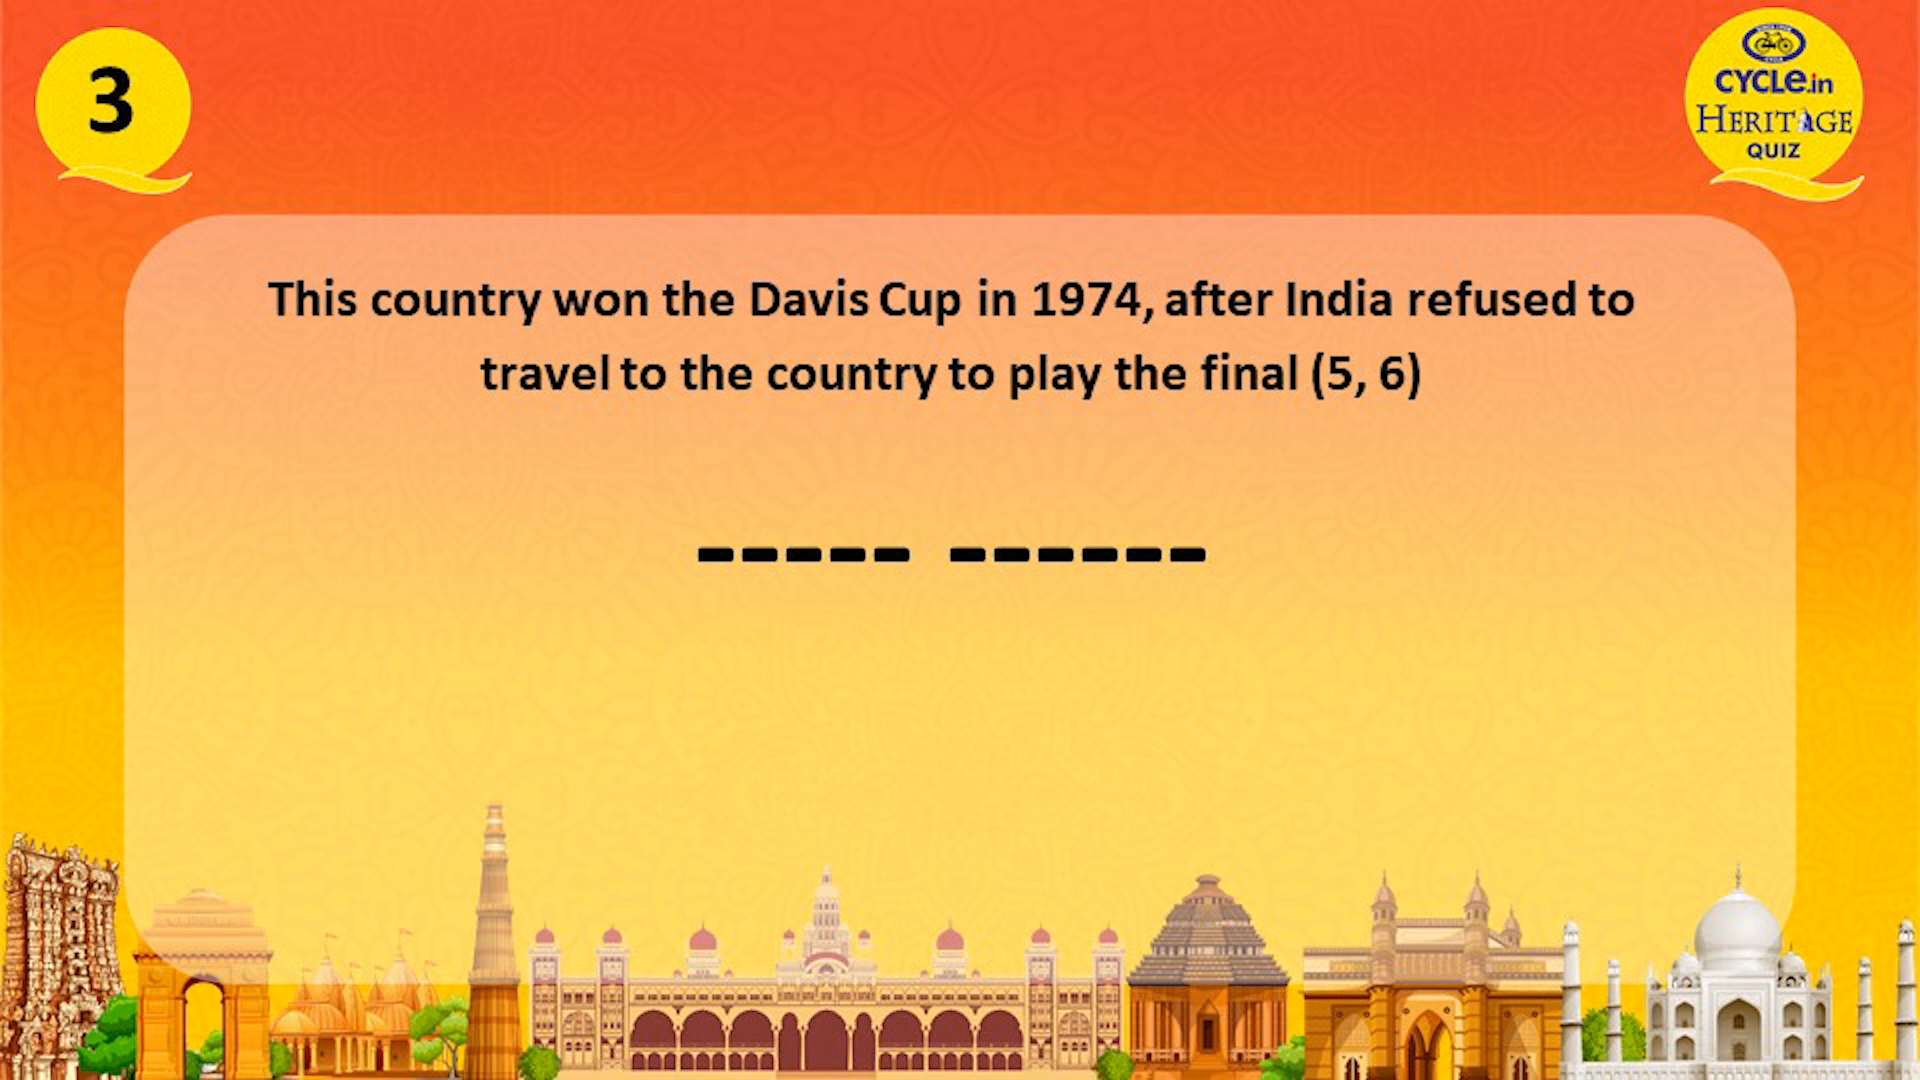 3
CYCLE.in
HERITAGE
QUIZ
This country won the Davis Cup in 1974, after India refused to
travel to the country to play the final (5, 6)
_ _ _ _ _  _ _ _ _ _ _